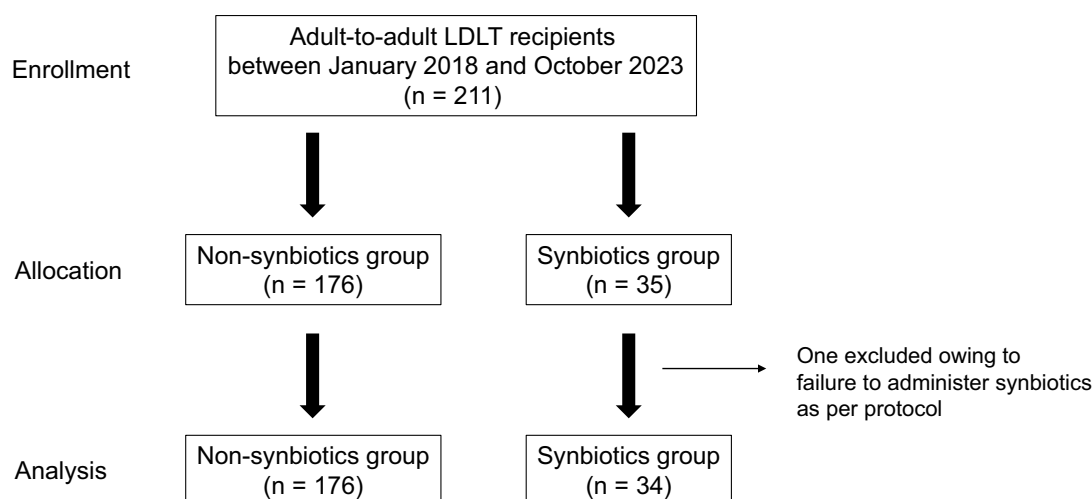 Enrollment
Adult-to-adult LDLT recipients
between January 2018 and October 2023
(n = 211)
Allocation
Non-synbiotics group
(n = 176)
Synbiotics group
(n = 35)
One excluded owing to
failure to administer synbiotics
as per protocol
Analysis
Non-synbiotics group
(n = 176)
Synbiotics group
(n = 34)